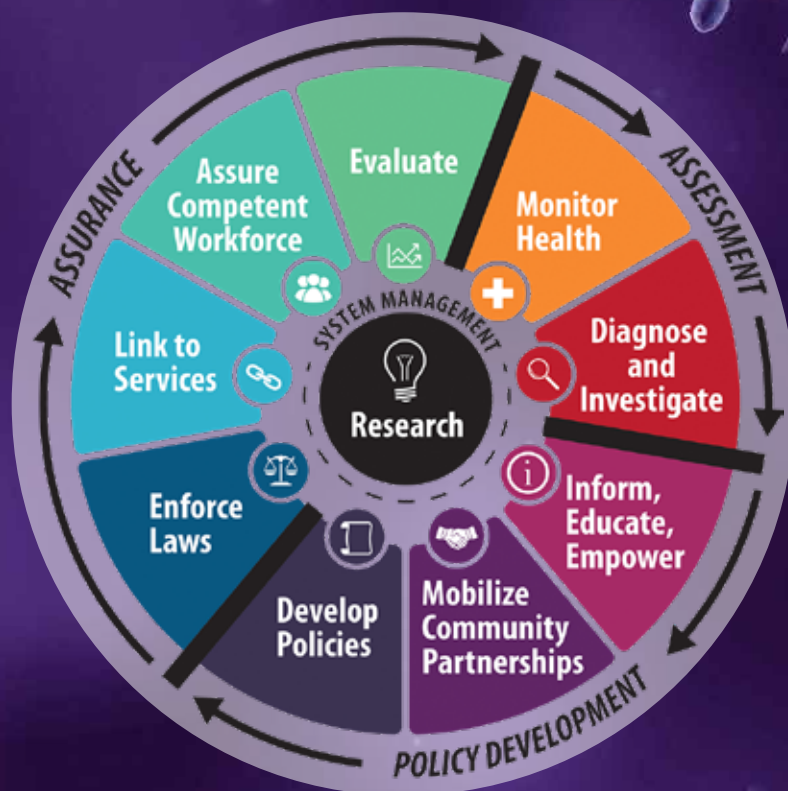 ASSURANCE
ASSESSMENT
POLICY DEVELOPMENT
Evaluate
Monitor
Health
Diagnose
and
Investigate
Inform,
Educate,
Empower
Mobilize
Community
Partnerships
Develop
Policies
Enforce
Laws
Link to
Services
Assure
Competent
Workforce
SYSTEM MANAGEMENT
Research